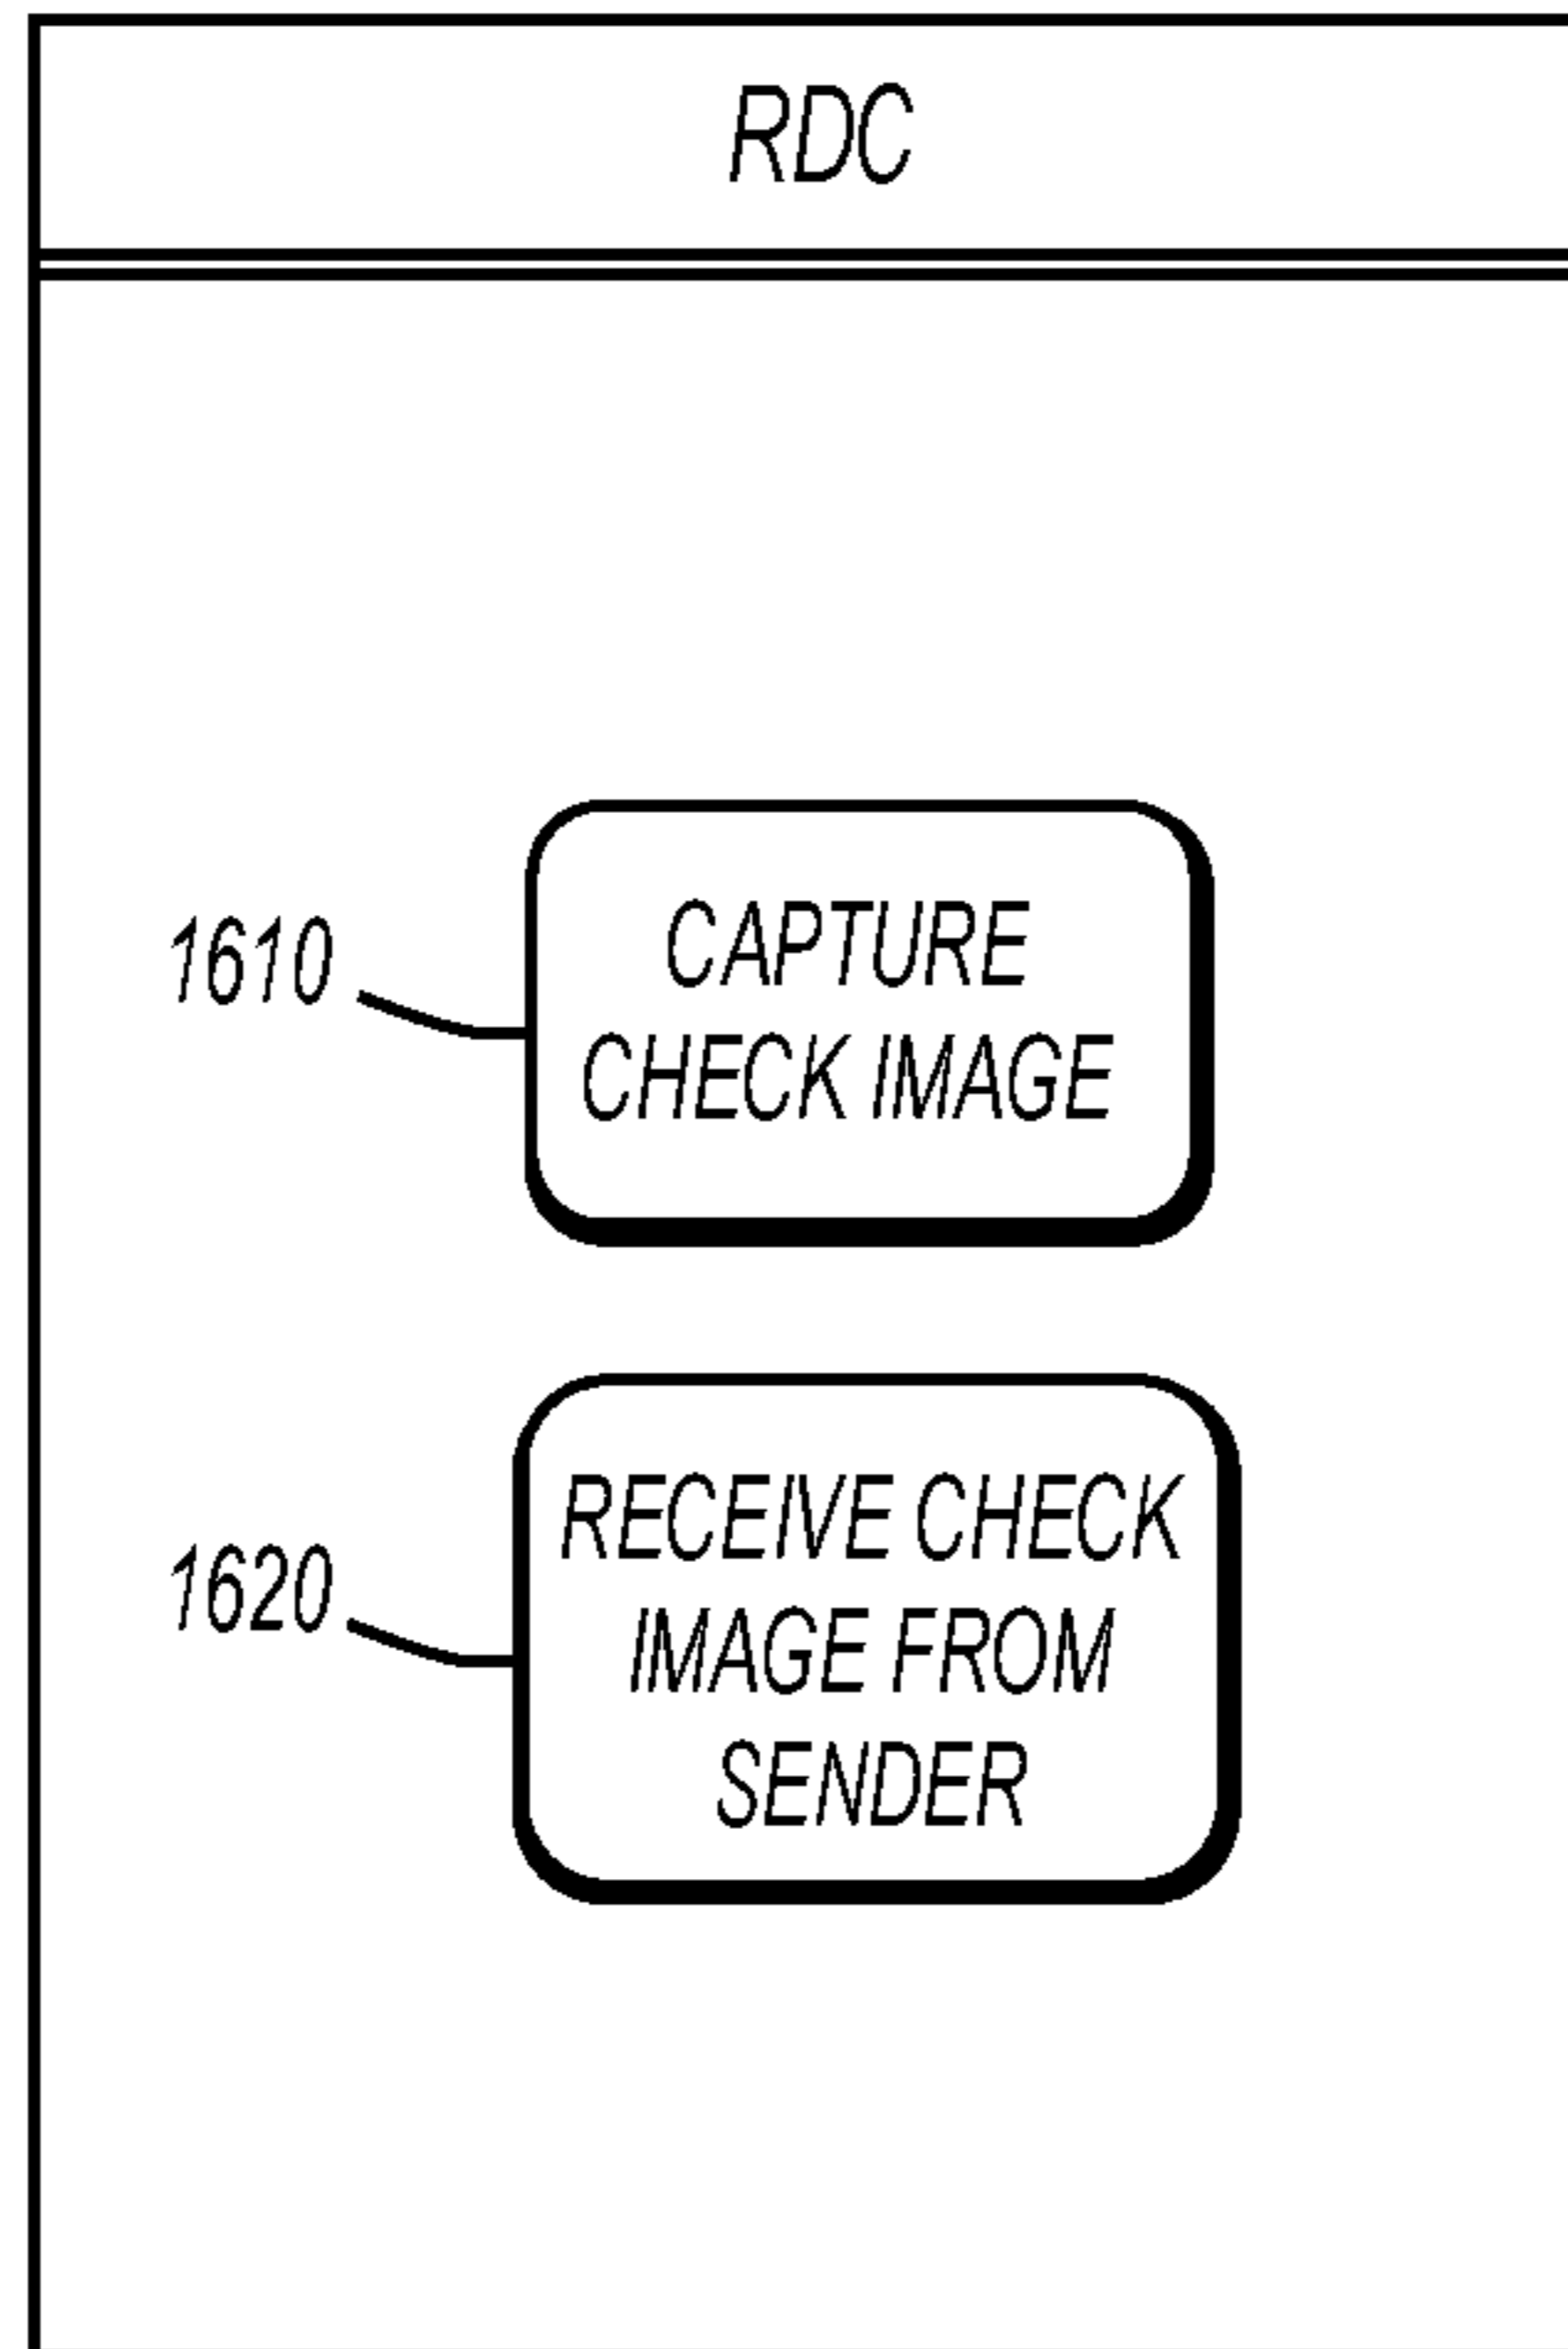 RDC
1610
CAPTURE
CHECK IMAGE
1620
RECEIVE CHECK
IMAGE FROM
SENDER